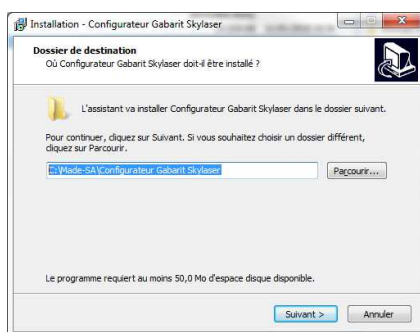 Installation - Configurateur Gabarit Skylaser
Dossier de destination
Où Configurateur Gabarit Skylaser doit-il être installé ?
L'assistant va installer Configurateur Gabarit Skylaser dans le dossier suivant.
Pour continuer, cliquez sur Suivant. Si vous souhaitez choisir un dossier différent,
cliquez sur Parcourir.
C:\Made-SA\Configurateur Gabarit Skylaser
Parcourir...
Le programme requiert au moins 50,0 Mo d'espace disque disponible.
Suivant >
Annuler